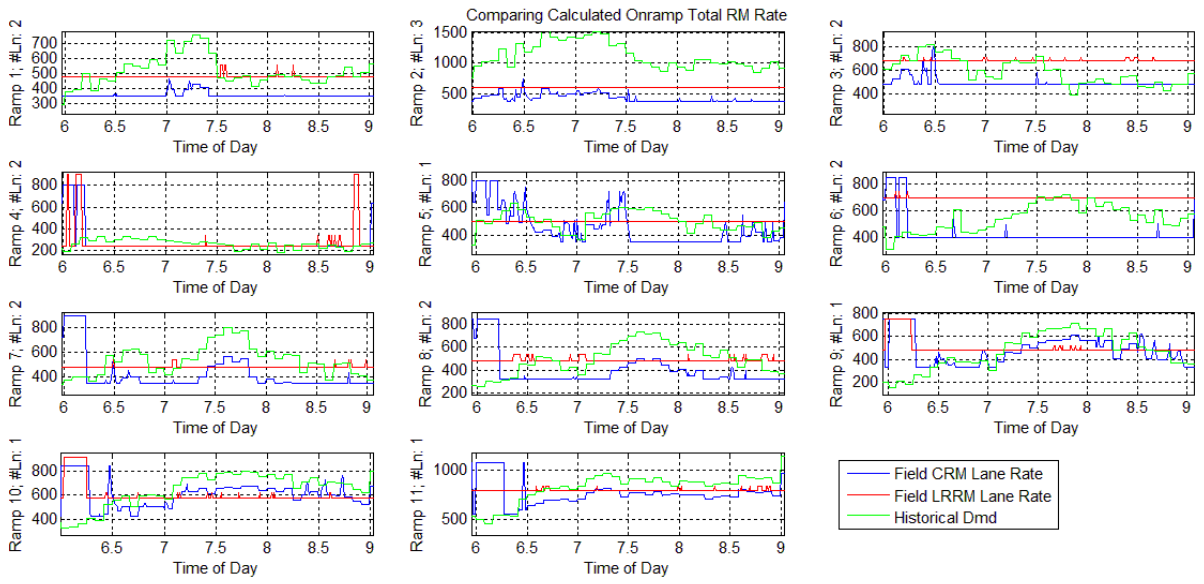 Comparing Calculated Onramp Total RM Rate
Ramp 1; #Ln: 2
700
600
500
400
300
6 6.5 7 7.5 8 8.5 9
Time of Day
Ramp 2; #Ln: 3
1500
1000
500
6 6.5 7 7.5 8 8.5 9
Time of Day
Ramp 3; #Ln: 2
800
600
400
6 6.5 7 7.5 8 8.5 9
Time of Day
Ramp 4; #Ln: 2
800
600
400
200
6 6.5 7 7.5 8 8.5 9
Time of Day
Ramp 5; #Ln: 1
800
600
400
6 6.5 7 7.5 8 8.5 9
Time of Day
Ramp 6; #Ln: 2
800
600
400
6 6.5 7 7.5 8 8.5 9
Time of Day
Ramp 7; #Ln: 2
800
600
400
6 6.5 7 7.5 8 8.5 9
Time of Day
Ramp 8; #Ln: 2
800
600
400
200
6 6.5 7 7.5 8 8.5 9
Time of Day
Ramp 9; #Ln: 1
800
600
400
200
6 6.5 7 7.5 8 8.5 9
Time of Day
Ramp 10; #Ln: 1
800
600
400
6 6.5 7 7.5 8 8.5 9
Time of Day
Ramp 11; #Ln: 1
1000
500
6 6.5 7 7.5 8 8.5 9
Time of Day
Field CRM Lane Rate
Field LRRM Lane Rate
Historical Dmd